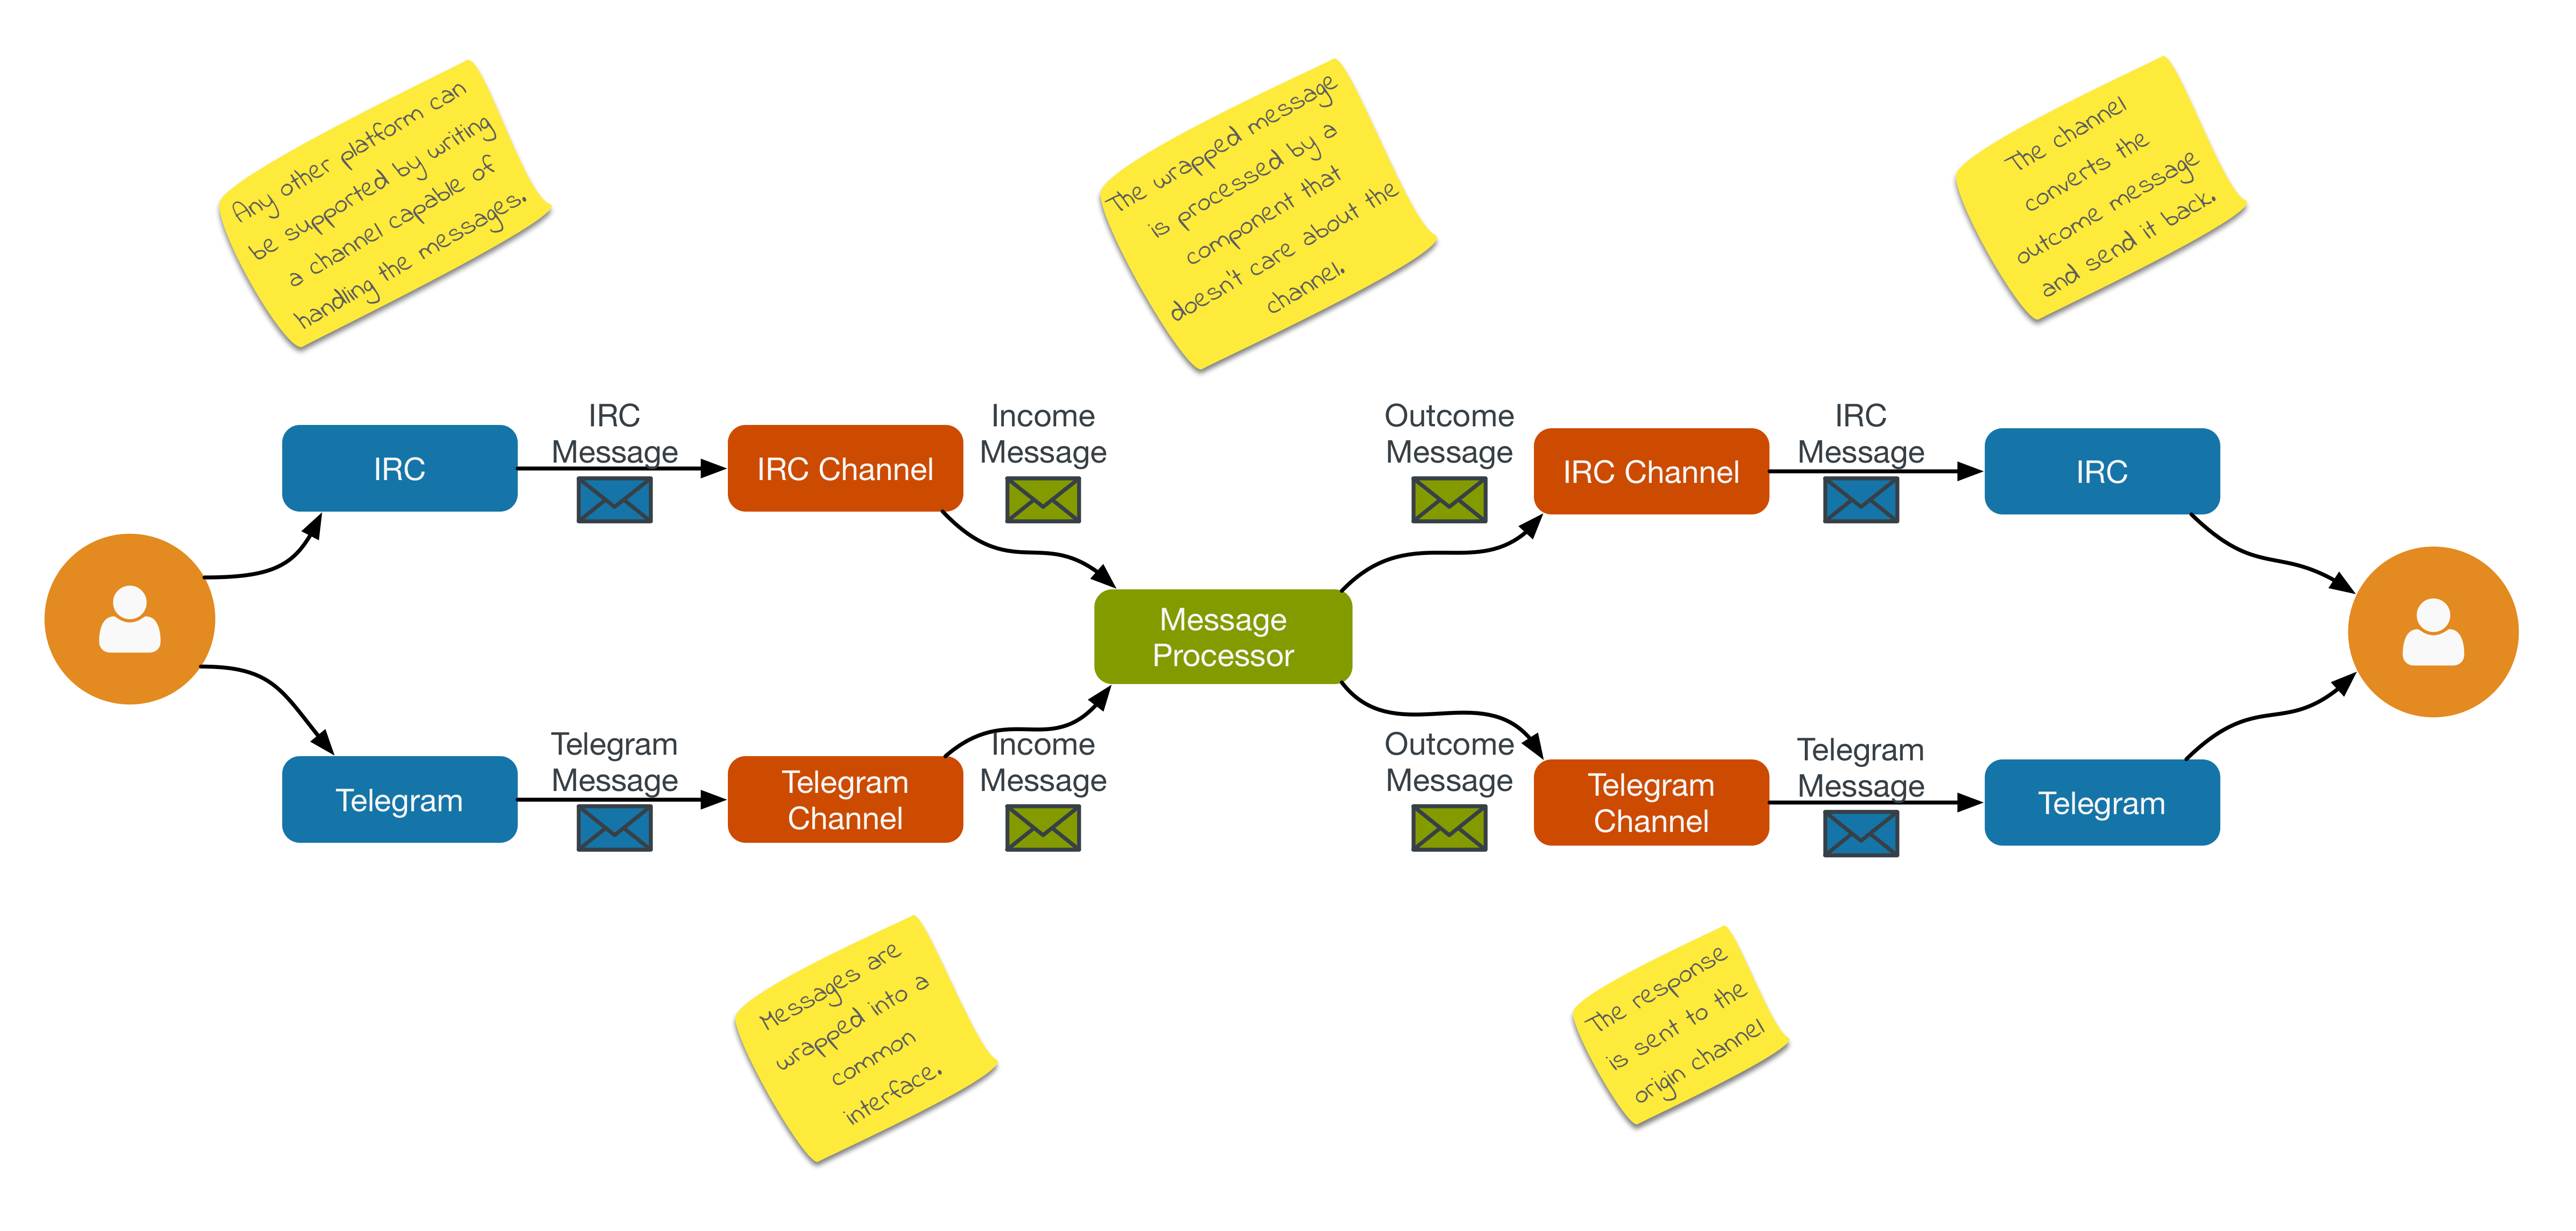 Any other platform can
be supported by writing
a channel capable of
handling the messages.
The wrapped message
is processed by a
component that
doesn't care about the
channel.
The channel
converts the
outcome message
and send it back.
IRC
IRC
Message
IRC Channel
Income
Message
Outcome
Message
IRC Channel
IRC
Message
IRC
Message
Processor
Telegram
Telegram
Message
Telegram
Channel
Income
Message
Outcome
Message
Telegram
Channel
Telegram
Message
Telegram
Messages are
wrapped into a
common
interface.
The response
is sent to the
origin channel